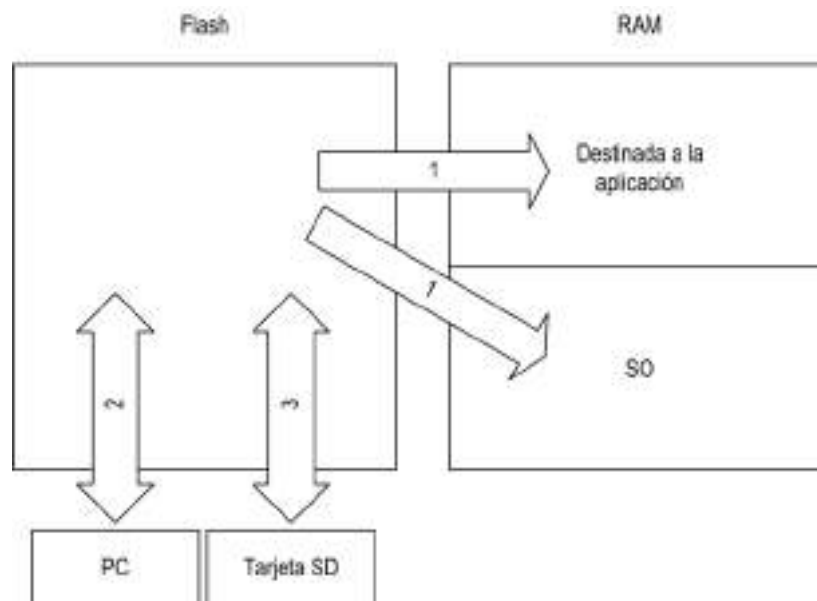 Flash
RAM
Destinada a la
aplicación
1
1
SO
2
3
PC
Tarjeta SD